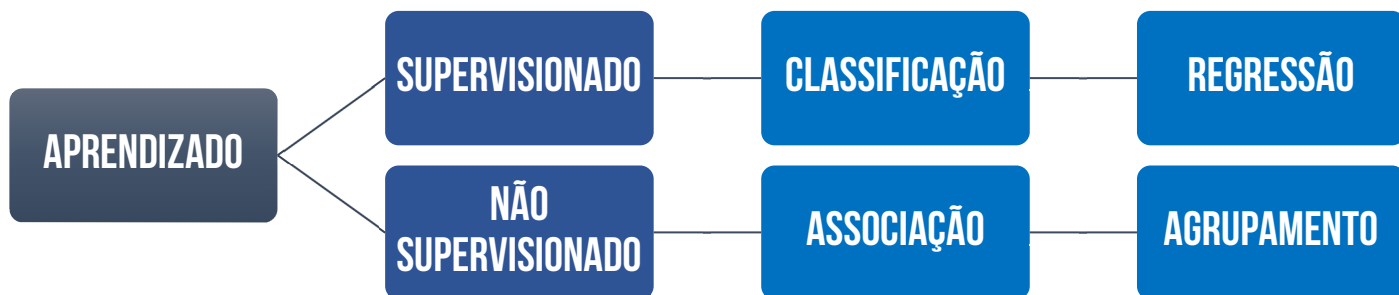 APRENDIZADO
SUPERVISIONADO
CLASSIFICAÇÃO
REGRESSÃO
NÃO
SUPERVISIONADO
ASSOCIAÇÃO
AGRUPAMENTO